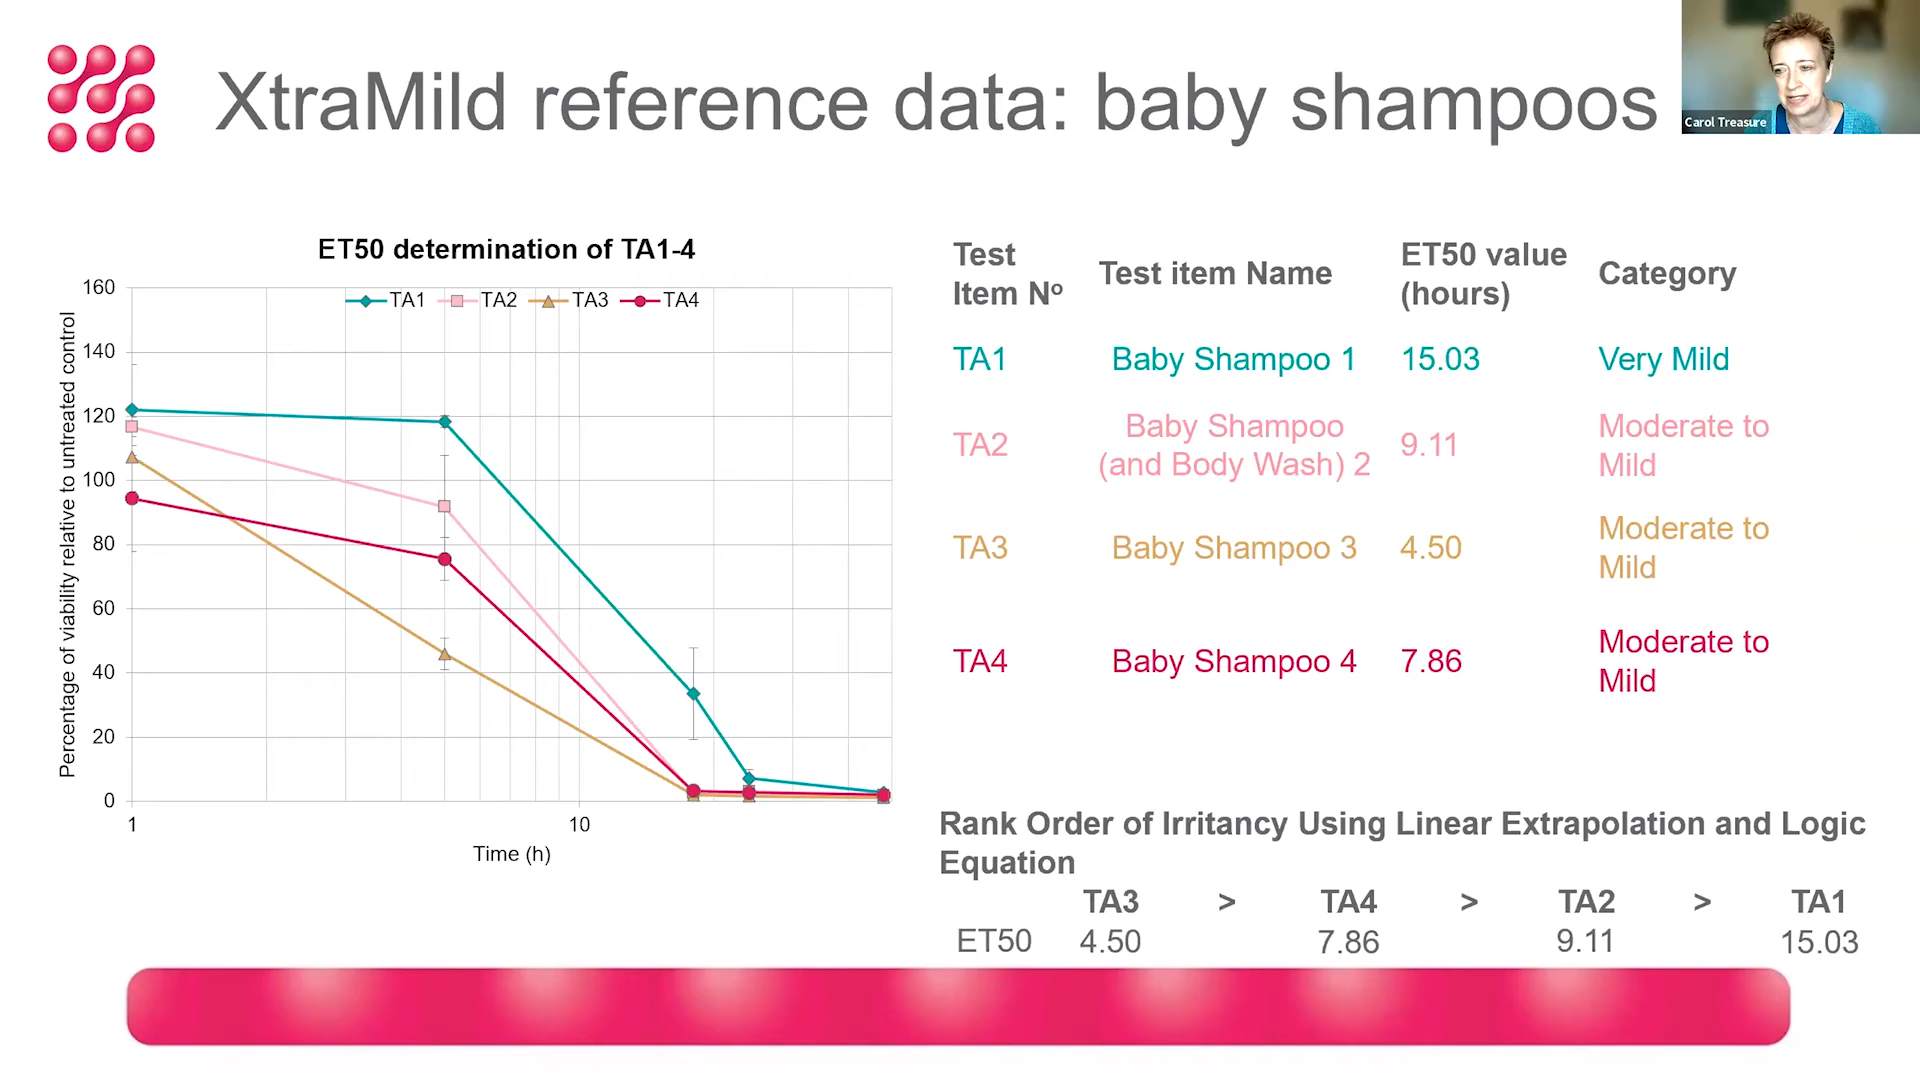 XtraMild reference data: baby shampoos
Carol Treasure
ET50 determination of TA1-4
Percentage of viability relative to untreated control
160
140
120
100
80
60
40
20
0
TA1 TA2 TA3 TA4
1 10
Time (h)
Test Item Nº Test item Name ET50 value (hours) Category
TA1 Baby Shampoo 1 15.03 Very Mild
TA2 Baby Shampoo (and Body Wash) 2 9.11 Moderate to Mild
TA3 Baby Shampoo 3 4.50 Moderate to Mild
TA4 Baby Shampoo 4 7.86 Moderate to Mild
Rank Order of Irritancy Using Linear Extrapolation and Logic
Equation
TA3 > TA4 > TA2 > TA1
ET50 4.50 7.86 9.11 15.03